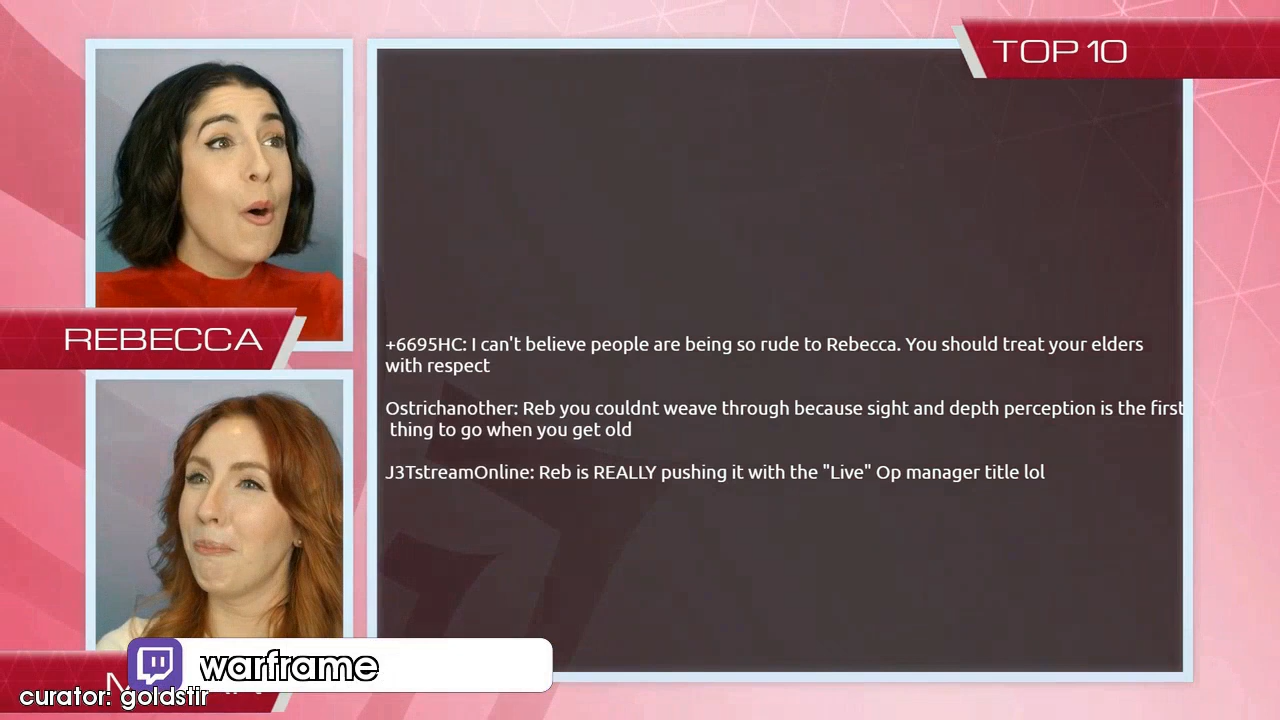 TOP 10
REBECCA
+6695HC: I can't believe people are being so rude to Rebecca. You should treat your elders
with respect
Ostrichanother: Reb you couldnt weave through because sight and depth perception is the first
thing to go when you get old
J3TstreamOnline: Reb is REALLY pushing it with the "Live" Op manager title lol
warframe
curator: goldstir